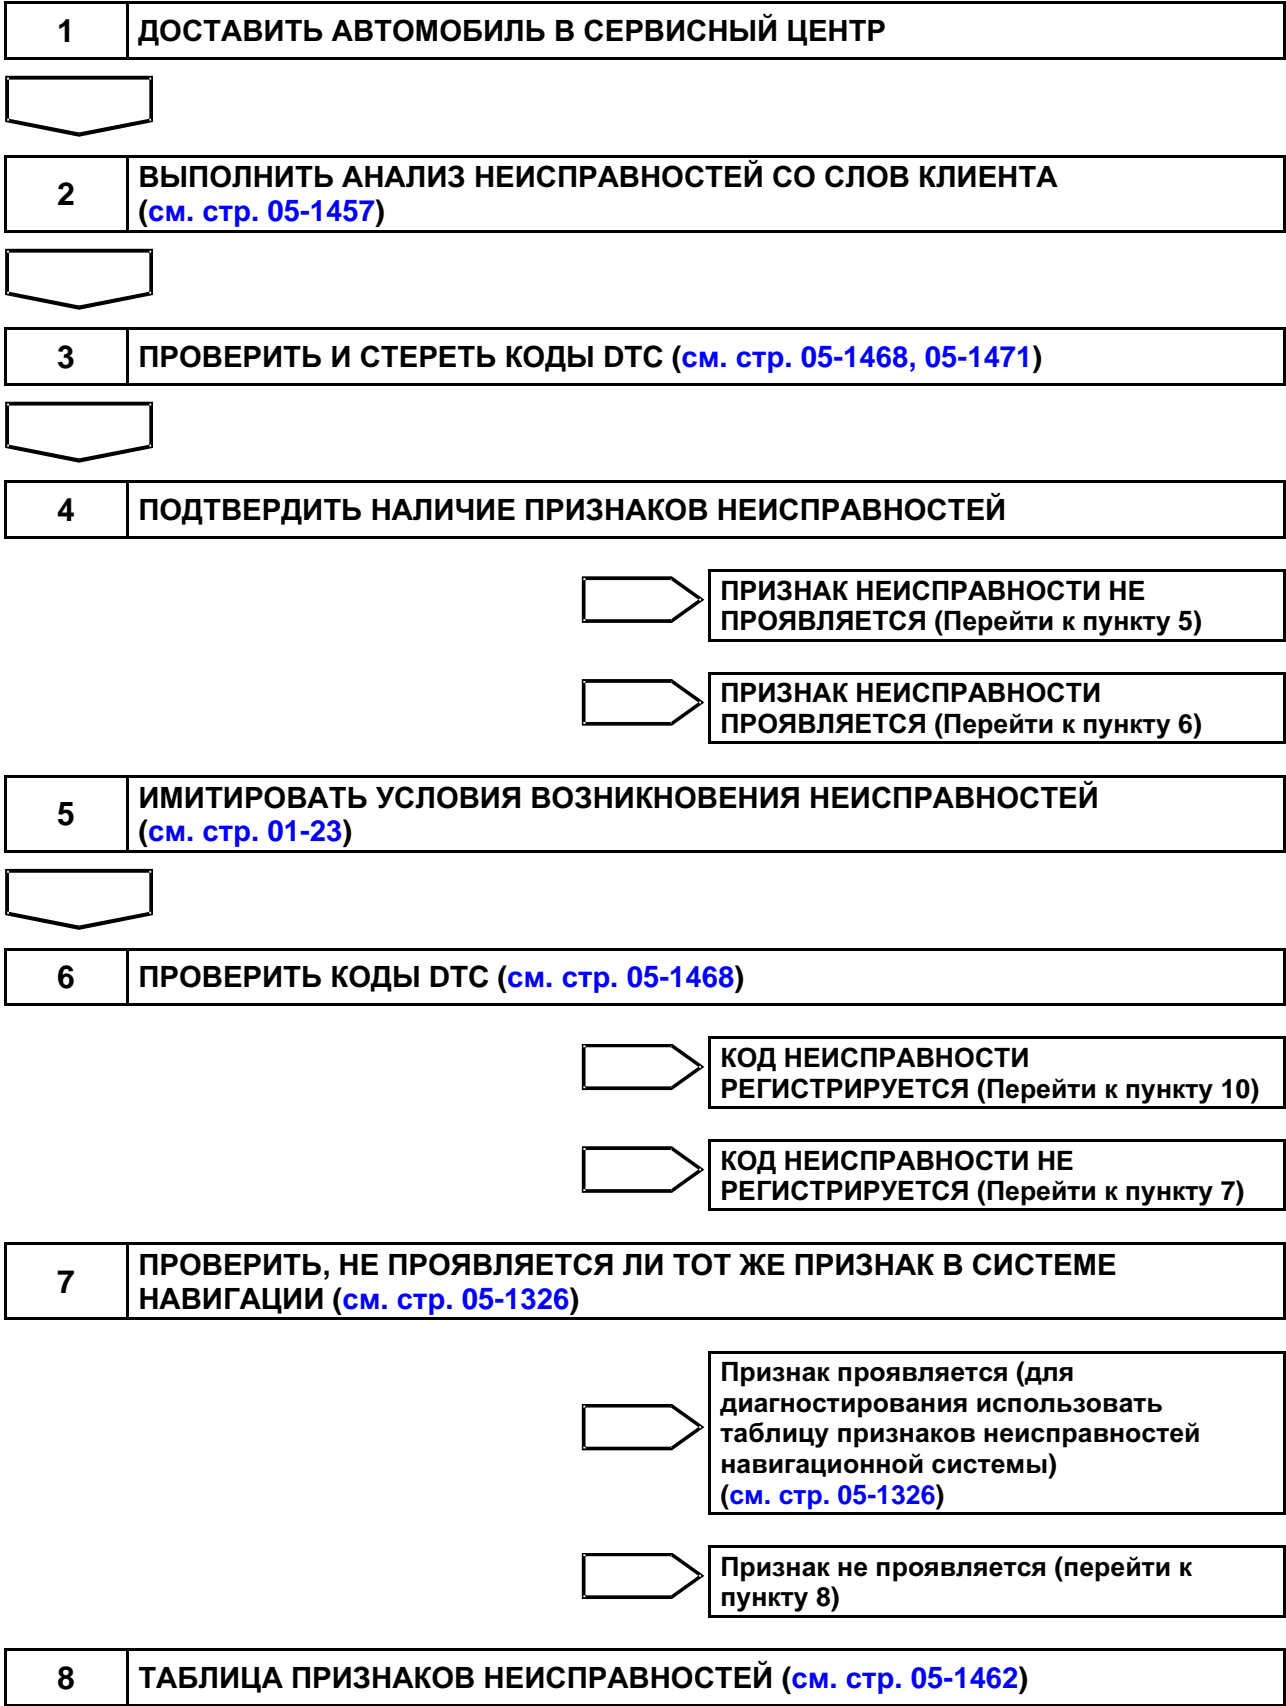 1 ДОСТАВИТЬ АВТОМОБИЛЬ В СЕРВИСНЫЙ ЦЕНТР
2 ВЫПОЛНИТЬ АНАЛИЗ НЕИСПРАВНОСТЕЙ СО СЛОВ КЛИЕНТА
(см. стр. 05-1457)
3 ПРОВЕРИТЬ И СТЕРЕТЬ КОДЫ DTC (см. стр. 05-1468, 05-1471)
4 ПОДТВЕРДИТЬ НАЛИЧИЕ ПРИЗНАКОВ НЕИСПРАВНОСТЕЙ
ПРИЗНАК НЕИСПРАВНОСТИ НЕ
ПРОЯВЛЯЕТСЯ (Перейти к пункту 5)
ПРИЗНАК НЕИСПРАВНОСТИ
ПРОЯВЛЯЕТСЯ (Перейти к пункту 6)
5 ИМИТИРОВАТЬ УСЛОВИЯ ВОЗНИКНОВЕНИЯ НЕИСПРАВНОСТЕЙ
(см. стр. 01-23)
6 ПРОВЕРИТЬ КОДЫ DTC (см. стр. 05-1468)
КОД НЕИСПРАВНОСТИ
РЕГИСТРИРУЕТСЯ (Перейти к пункту 10)
КОД НЕИСПРАВНОСТИ НЕ
РЕГИСТРИРУЕТСЯ (Перейти к пункту 7)
7 ПРОВЕРИТЬ, НЕ ПРОЯВЛЯЕТСЯ ЛИ ТОТ ЖЕ ПРИЗНАК В СИСТЕМЕ
НАВИГАЦИИ (см. стр. 05-1326)
Признак проявляется (для
диагностирования использовать
таблицу признаков неисправностей
навигационной системы)
(см. стр. 05-1326)
Признак не проявляется (перейти к
пункту 8)
8 ТАБЛИЦА ПРИЗНАКОВ НЕИСПРАВНОСТЕЙ (см. стр. 05-1462)